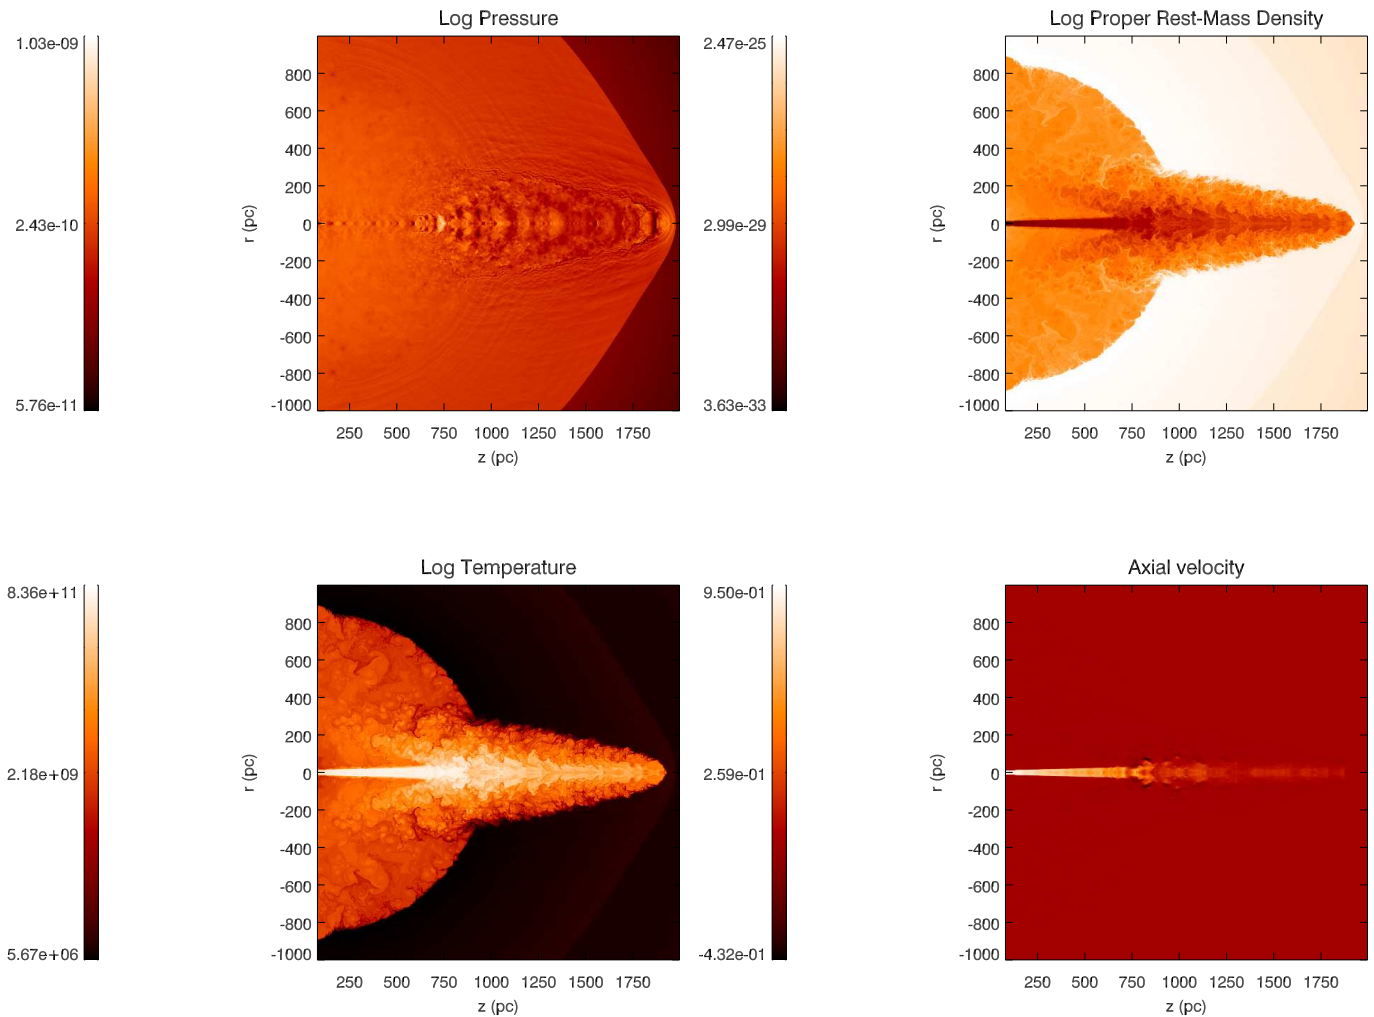 Log Pressure
1.03e-09
2.43e-10
5.76e-11
800
600
400
200
0
-200
-400
-600
-800
-1000
r (pc)
250 500 750 1000 1250 1500 1750
z (pc)
Log Proper Rest-Mass Density
2.47e-25
2.99e-29
3.63e-33
800
600
400
200
0
-200
-400
-600
-800
-1000
r (pc)
250 500 750 1000 1250 1500 1750
z (pc)
Log Temperature
8.36e+11
2.18e+09
5.67e+06
800
600
400
200
0
-200
-400
-600
-800
-1000
r (pc)
250 500 750 1000 1250 1500 1750
z (pc)
Axial velocity
9.50e-01
2.59e-01
-4.32e-01
800
600
400
200
0
-200
-400
-600
-800
-1000
r (pc)
250 500 750 1000 1250 1500 1750
z (pc)